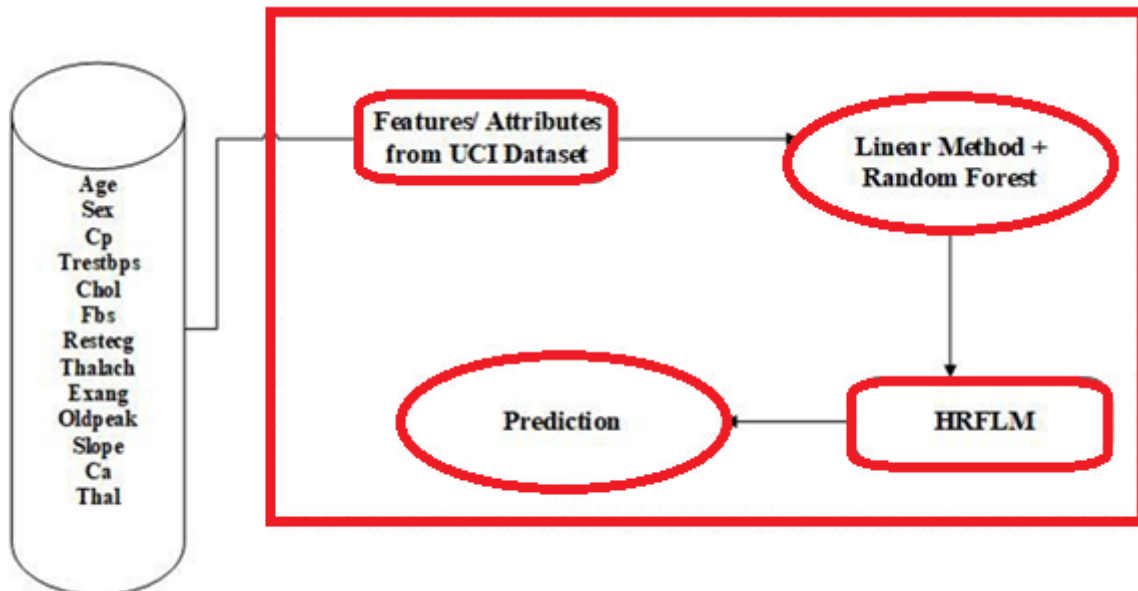 Age
Sex
Cp
Trestbps
Chol
Fbs
Restecg
Thalach
Exang
Oldpeak
Slope
Ca
Thal
Features/ Attributes
from UCI Dataset
Linear Method +
Random Forest
HRFLM
Prediction